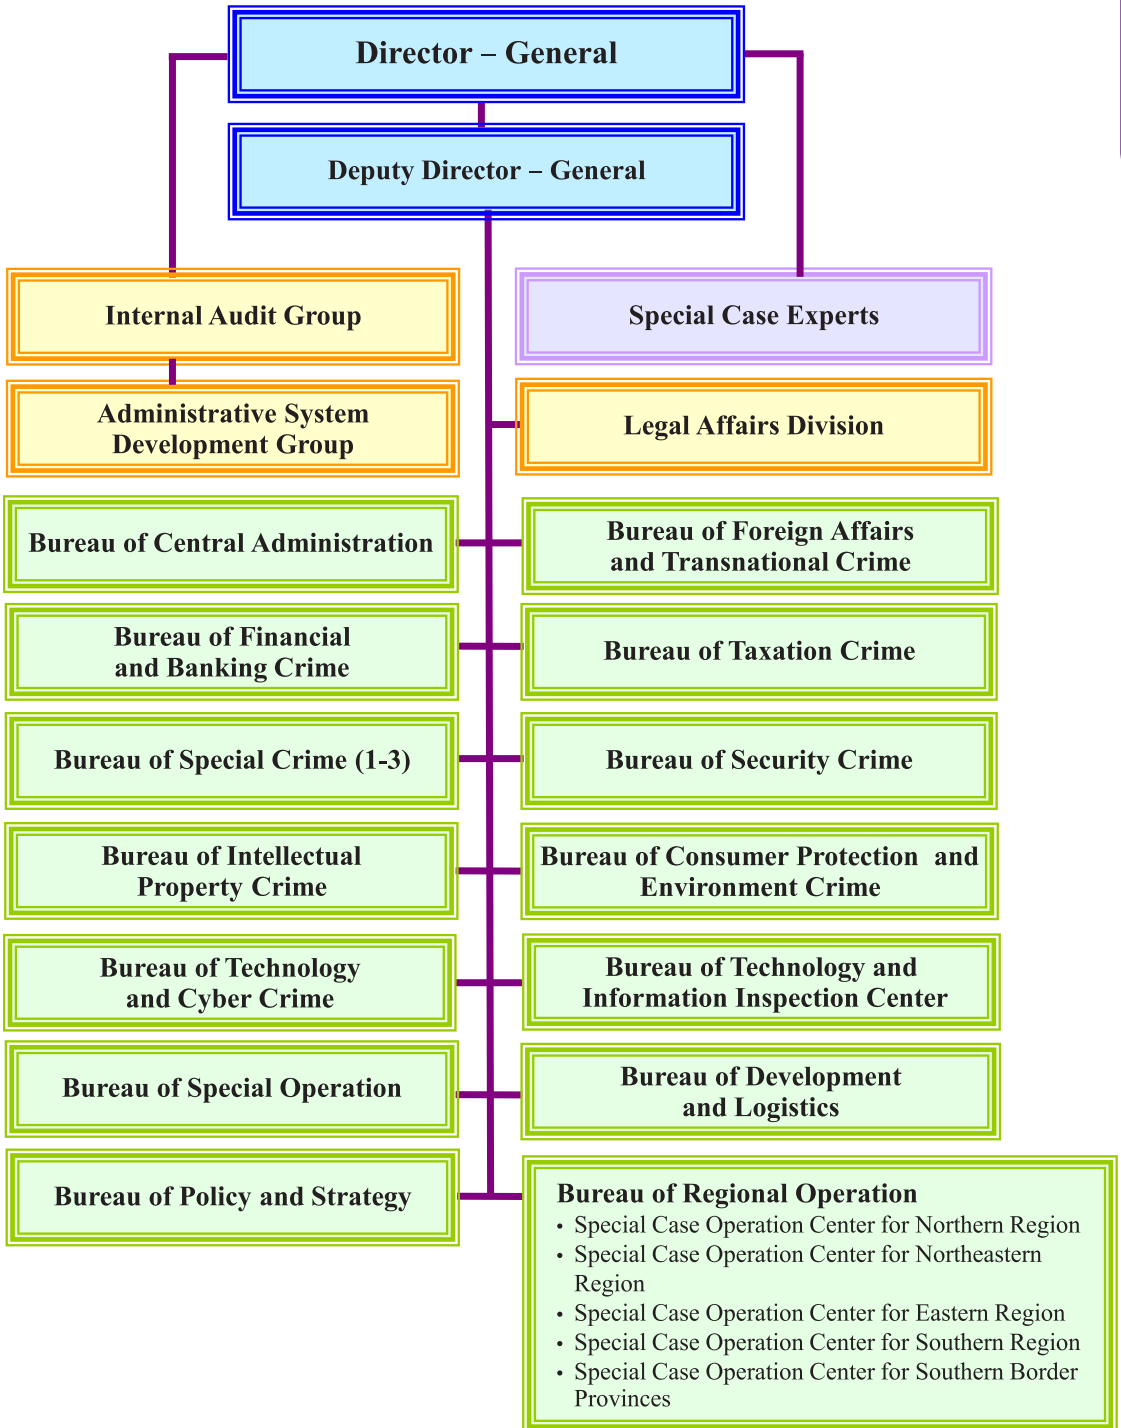 Director – General
Deputy Director – General
Internal Audit Group
Special Case Experts
Administrative System
Development Group
Legal Affairs Division
Bureau of Central Administration
Bureau of Foreign Affairs
and Transnational Crime
Bureau of Financial
and Banking Crime
Bureau of Taxation Crime
Bureau of Special Crime (1-3)
Bureau of Security Crime
Bureau of Intellectual
Property Crime
Bureau of Consumer Protection  and
Environment Crime
Bureau of Technology
and Cyber Crime
Bureau of Technology and
Information Inspection Center
Bureau of Special Operation
Bureau of Development
and Logistics
Bureau of Policy and Strategy
Bureau of Regional Operation
• Special Case Operation Center for Northern Region
• Special Case Operation Center for Northeastern
Region
• Special Case Operation Center for Eastern Region
• Special Case Operation Center for Southern Region
• Special Case Operation Center for Southern Border
Provinces